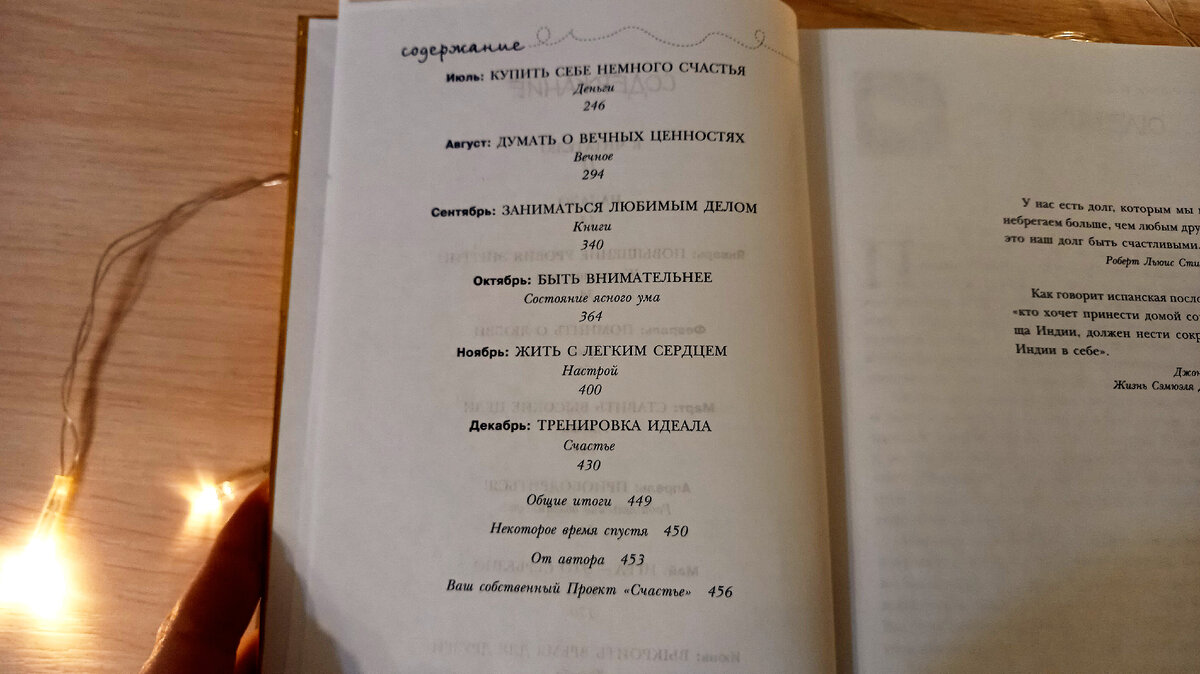 содержание
Июль: КУПИТЬ СЕБЕ НЕМНОГО СЧАСТЬЯ
Деньги
246
Август: ДУМАТЬ О ВЕЧНЫХ ЦЕННОСТЯХ
Вечное
294
Сентябрь: ЗАНИМАТЬСЯ ЛЮБИМЫМ ДЕЛОМ
Книги
340
Октябрь: БЫТЬ ВНИМАТЕЛЬНЕЕ
Состояние ясного ума
364
Ноябрь: ЖИТЬ С ЛЕГКИМ СЕРДЦЕМ
Настрой
400
Декабрь: ТРЕНИРОВКА ИДЕАЛА
Счастье
430
Общие итоги 449
Некоторое время спустя 450
От автора 453
Ваш собственный Проект «Счастье» 456
У нас есть долг, которым мы
небрегаем больше, чем любым
это наш долг быть счастливыми.
Роберт Льюис
Как говорит испанская
«кто хочет принести домой
ща Индии, должен нести
Индии в себе».
Жизнь Сэмюэля